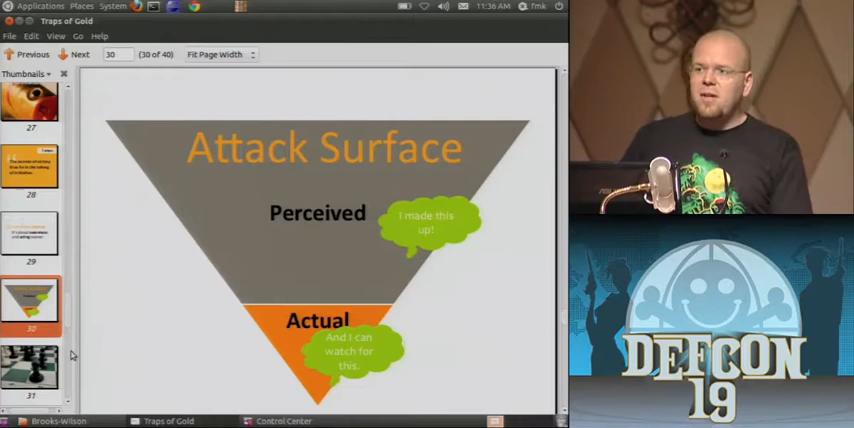 Applications Places System
11:36 AM fmk
Traps of Gold
File Edit View Go Help
Previous Next 30 (30 of 40) Fit Page Width
Thumbnails
27
28
29
30
31
Attack Surface
Perceived
I made this
up!
Actual
And I can
watch for
this.
Brooks-Wilson Traps of Gold Control Center
DEFCON
19